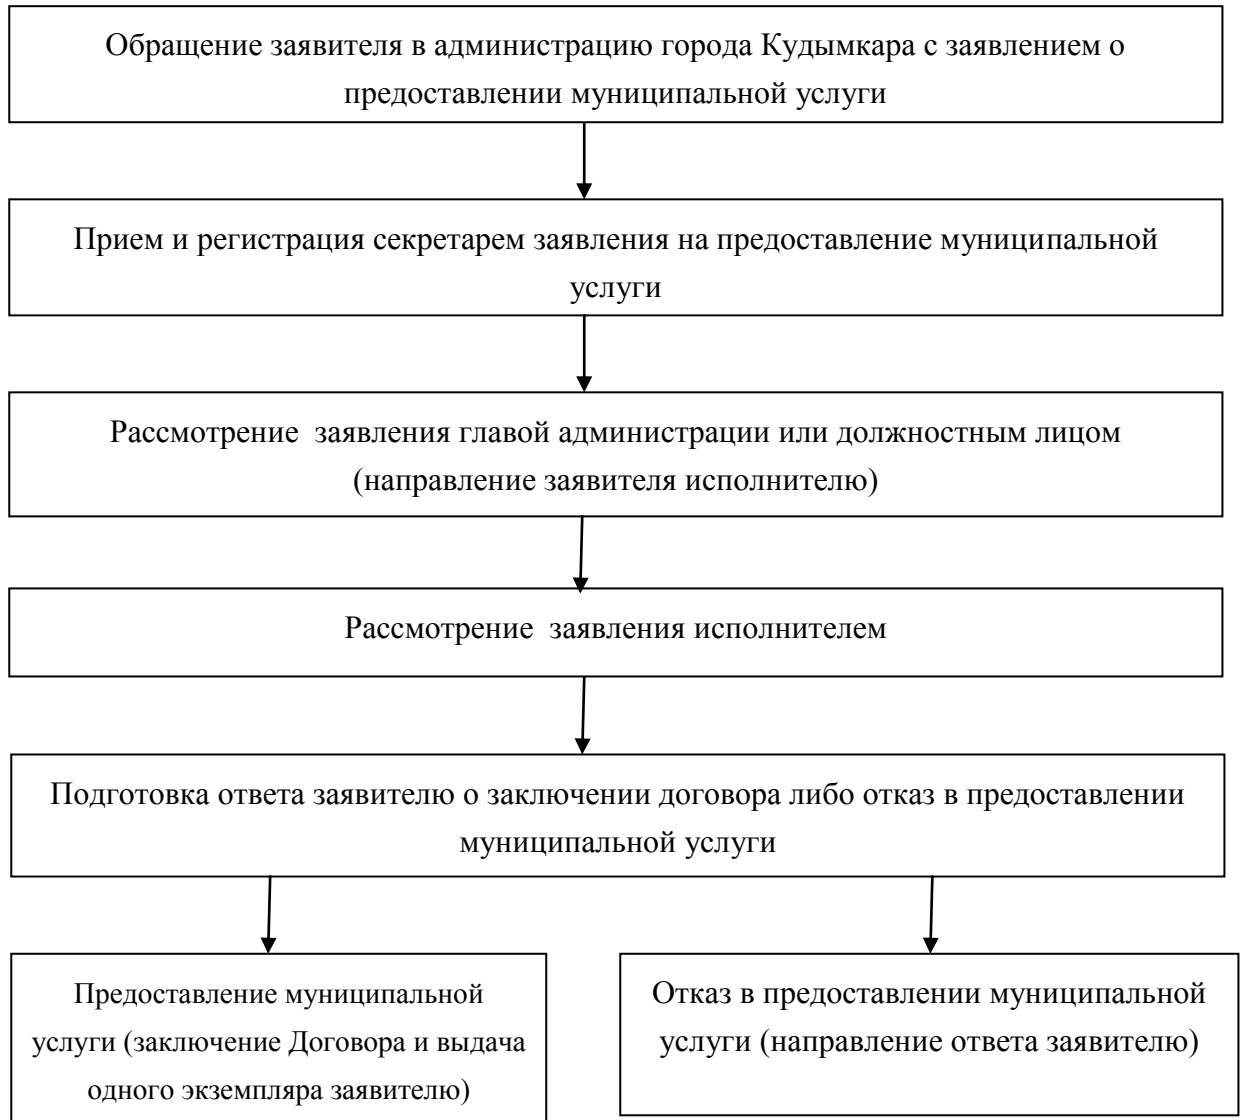 Обращение заявителя в администрацию города Кудымкара с заявлением о
предоставлении муниципальной услуги
Прием и регистрация секретарем заявления на предоставление муниципальной
услуги
Рассмотрение  заявления главой администрации или должностным лицом
(направление заявителя исполнителю)
Рассмотрение  заявления исполнителем
Подготовка ответа заявителю о заключении договора либо отказ в предоставлении
муниципальной услуги
Предоставление муниципальной
услуги (заключение Договора и выдача
одного экземпляра заявителю)
Отказ в предоставлении муниципальной
услуги (направление ответа заявителю)